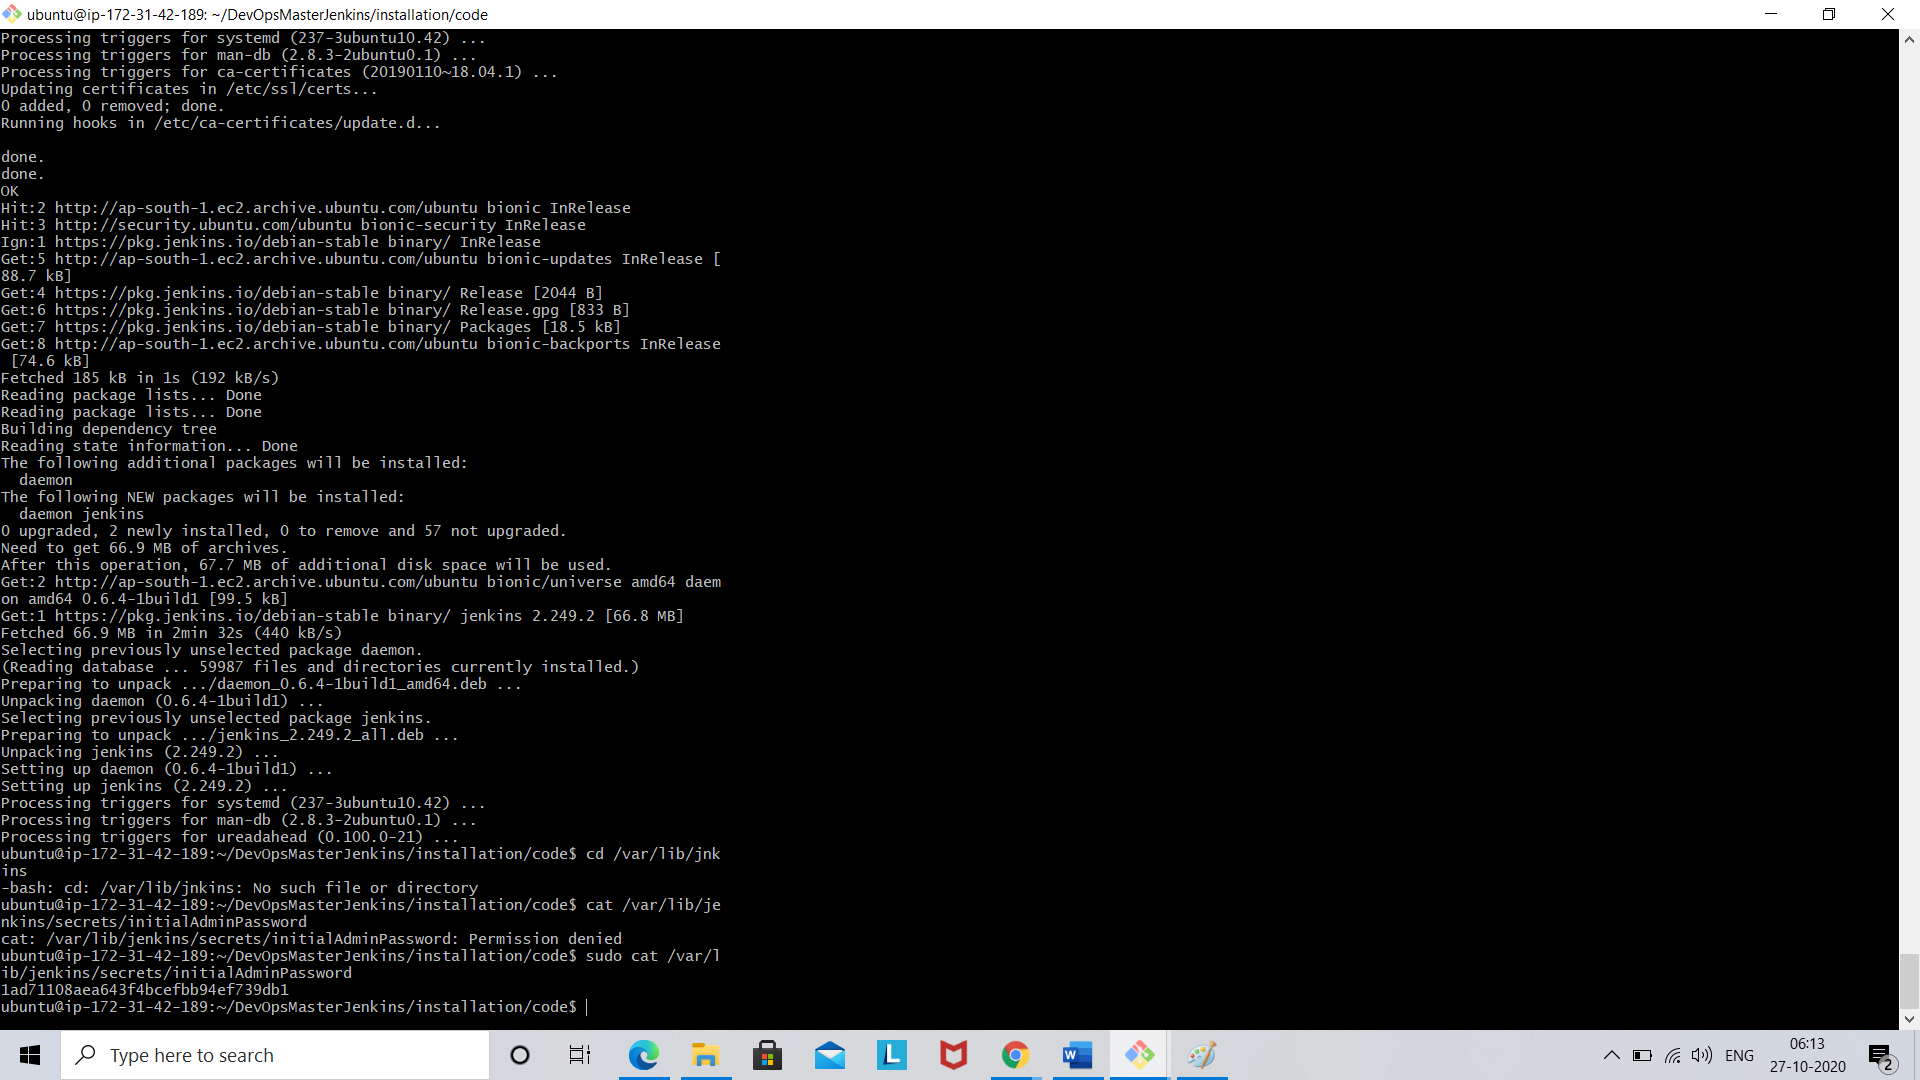 ubuntu@ip-172-31-42-189: ~/DevOpsMasterJenkins/installation/code
Processing triggers for systemd (237-3ubuntu10.42) ...
Processing triggers for man-db (2.8.3-2ubuntu0.1) ...
Processing triggers for ca-certificates (20190110~18.04.1) ...
Updating certificates in /etc/ssl/certs...
0 added, 0 removed; done.
Running hooks in /etc/ca-certificates/update.d...
done.
done.
OK
Hit:2 http://ap-south-1.ec2.archive.ubuntu.com/ubuntu bionic InRelease
Hit:3 http://security.ubuntu.com/ubuntu bionic-security InRelease
Ign:1 https://pkg.jenkins.io/debian-stable binary/ InRelease
Get:5 http://ap-south-1.ec2.archive.ubuntu.com/ubuntu bionic-updates InRelease [
88.7 kB]
Get:4 https://pkg.jenkins.io/debian-stable binary/ Release [2044 B]
Get:6 https://pkg.jenkins.io/debian-stable binary/ Release.gpg [833 B]
Get:7 https://pkg.jenkins.io/debian-stable binary/ Packages [18.5 kB]
Get:8 http://ap-south-1.ec2.archive.ubuntu.com/ubuntu bionic-backports InRelease
[74.6 kB]
Fetched 185 kB in 1s (192 kB/s)
Reading package lists... Done
Reading package lists... Done
Building dependency tree
Reading state information... Done
The following additional packages will be installed:
daemon
The following NEW packages will be installed:
daemon jenkins
0 upgraded, 2 newly installed, 0 to remove and 57 not upgraded.
Need to get 66.9 MB of archives.
After this operation, 67.7 MB of additional disk space will be used.
Get:2 http://ap-south-1.ec2.archive.ubuntu.com/ubuntu bionic/universe amd64 daem
on amd64 0.6.4-1build1 [99.5 kB]
Get:1 https://pkg.jenkins.io/debian-stable binary/ jenkins 2.249.2 [66.8 MB]
Fetched 66.9 MB in 2min 32s (440 kB/s)
Selecting previously unselected package daemon.
(Reading database ... 59987 files and directories currently installed.)
Preparing to unpack .../daemon_0.6.4-1build1_amd64.deb ...
Unpacking daemon (0.6.4-1build1) ...
Selecting previously unselected package jenkins.
Preparing to unpack .../jenkins_2.249.2_all.deb ...
Unpacking jenkins (2.249.2) ...
Setting up daemon (0.6.4-1build1) ...
Setting up jenkins (2.249.2) ...
Processing triggers for systemd (237-3ubuntu10.42) ...
Processing triggers for man-db (2.8.3-2ubuntu0.1) ...
Processing triggers for ureadahead (0.100.0-21) ...
ubuntu@ip-172-31-42-189:~/DevOpsMasterJenkins/installation/code$ cd /var/lib/jnk
ins
-bash: cd: /var/lib/jnkins: No such file or directory
ubuntu@ip-172-31-42-189:~/DevOpsMasterJenkins/installation/code$ cat /var/lib/je
nkins/secrets/initialAdminPassword
cat: /var/lib/jenkins/secrets/initialAdminPassword: Permission denied
ubuntu@ip-172-31-42-189:~/DevOpsMasterJenkins/installation/code$ sudo cat /var/l
ib/jenkins/secrets/initialAdminPassword
1ad71108aea643f4bcefbb94ef739db1
ubuntu@ip-172-31-42-189:~/DevOpsMasterJenkins/installation/code$
Type here to search
L
W
ENG
06:13
27-10-2020
2